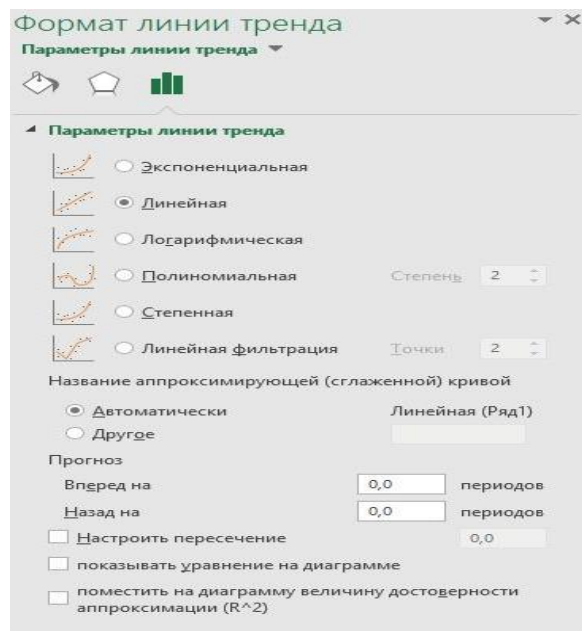 Формат линии тренда
Параметры линии тренда
Параметры линии тренда
Экспоненциальная
Линейная
Логарифмическая
Полиномиальная Степень 2
Степенная
Линейная фильтрация Точки 2
Название аппроксимирующей (сглаженной) кривой
Автоматически Линейная (Ряд1)
Другое
Прогноз
Вперед на 0,0 периодов
Назад на 0,0 периодов
Настроить пересечение 0,0
показывать уравнение на диаграмме
поместить на диаграмму величину достоверности
аппроксимации (R^2)